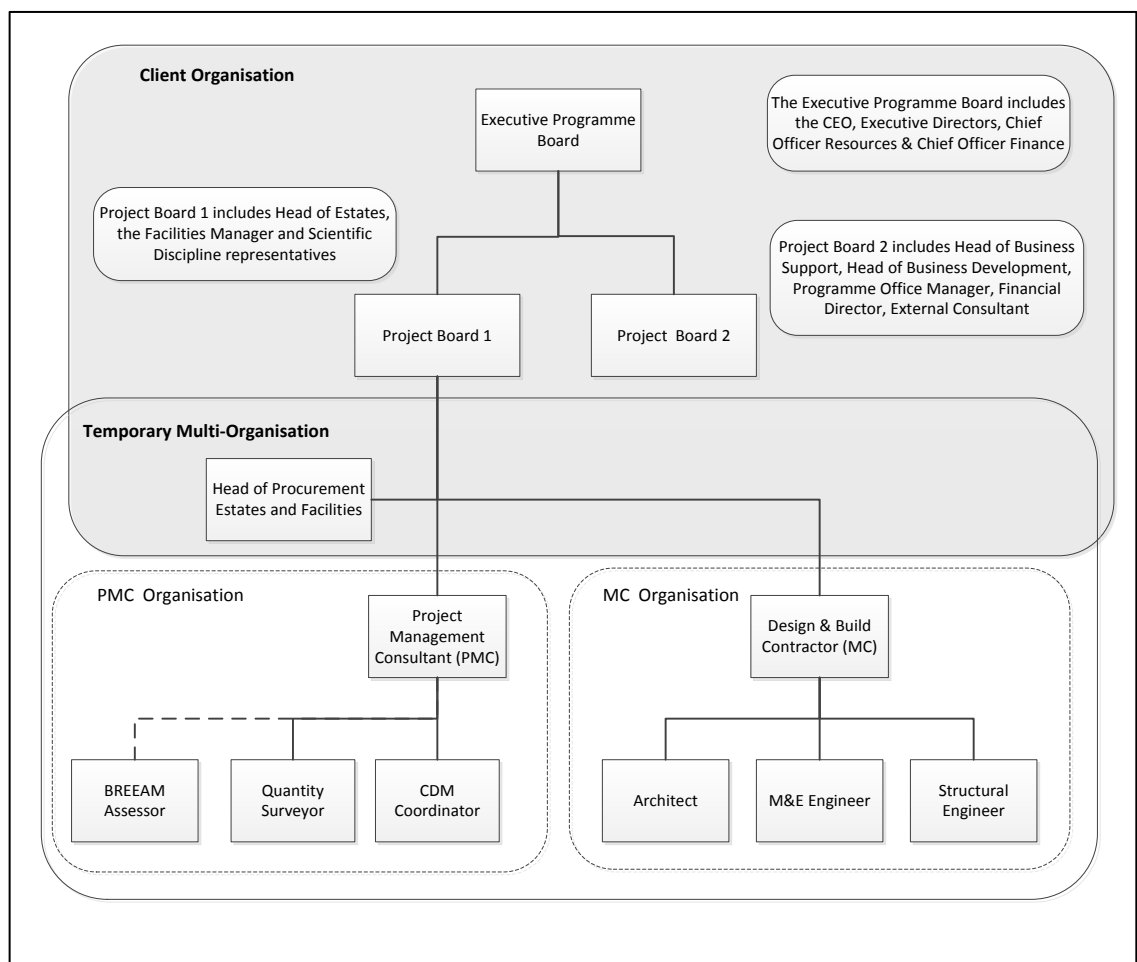 Client Organisation
Executive Programme
Board
The Executive Programme Board includes
the CEO, Executive Directors, Chief
Officer Resources & Chief Officer Finance
Project Board 1 includes Head of Estates,
the Facilities Manager and Scientific
Discipline representatives
Project Board 2 includes Head of Business
Support, Head of Business Development,
Programme Office Manager, Financial
Director, External Consultant
Project Board 1
Project  Board 2
Temporary Multi-Organisation
Head of Procurement
Estates and Facilities
PMC  Organisation
MC  Organisation
Project
Management
Consultant (PMC)
Design & Build
Contractor (MC)
BREEAM
Assessor
Quantity
Surveyor
CDM
Coordinator
Architect
M&E Engineer
Structural
Engineer